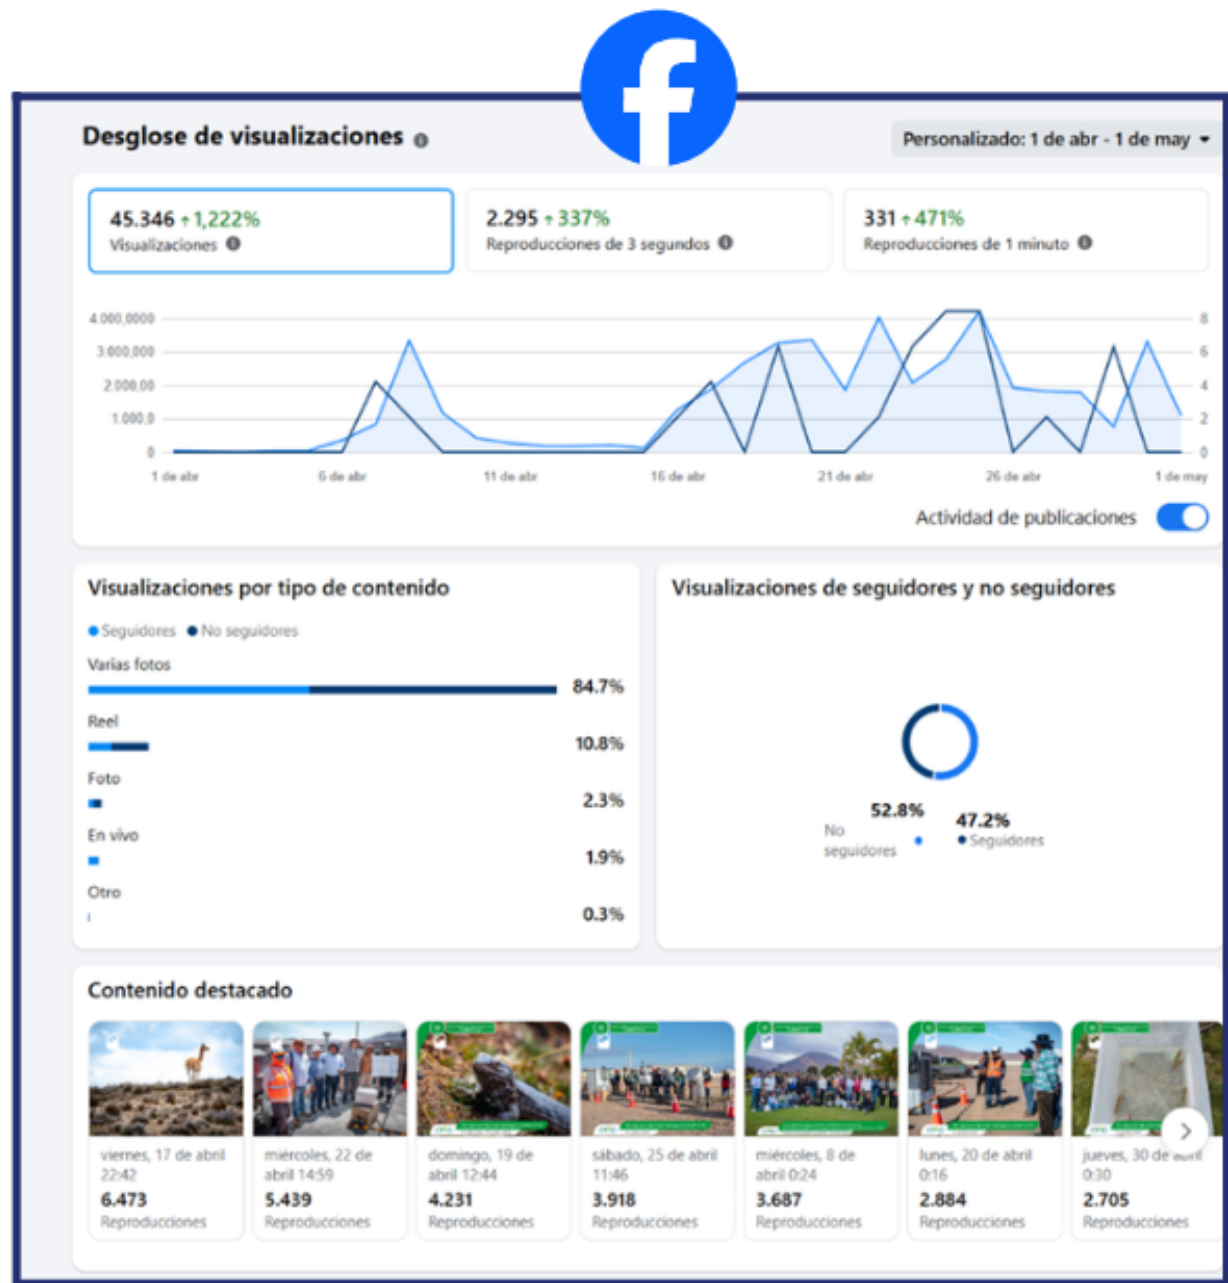 Desglose de visualizaciones
Personalizado: 1 de abr - 1 de may
45.346 ↑ 1,222%
Visualizaciones
2.295 ↑ 337%
Reproducciones de 3 segundos
331 ↑ 471%
Reproducciones de 1 minuto
4.000,0000
8
3.000,000
6
2.000,00
4
1.000,0
2
0
0
1 de abr
6 de abr
11 de abr
16 de abr
21 de abr
26 de abr
1 de may
Actividad de publicaciones
Visualizaciones por tipo de contenido
Seguidores No seguidores
Varias fotos
84.7%
Reel
10.8%
Foto
2.3%
En vivo
1.9%
Otro
0.3%
Visualizaciones de seguidores y no seguidores
52.8%
No
seguidores
47.2%
Seguidores
Contenido destacado
viernes, 17 de abril
22:42
6.473
Reproducciones
miércoles, 22 de
abril 14:59
5.439
Reproducciones
domingo, 19 de
abril 12:44
4.231
Reproducciones
sábado, 25 de abril
11:46
3.918
Reproducciones
miércoles, 8 de
abril 0:24
3.687
Reproducciones
lunes, 20 de abril
0:16
2.884
Reproducciones
jueves, 30 de abril
0:30
2.705
Reproducciones